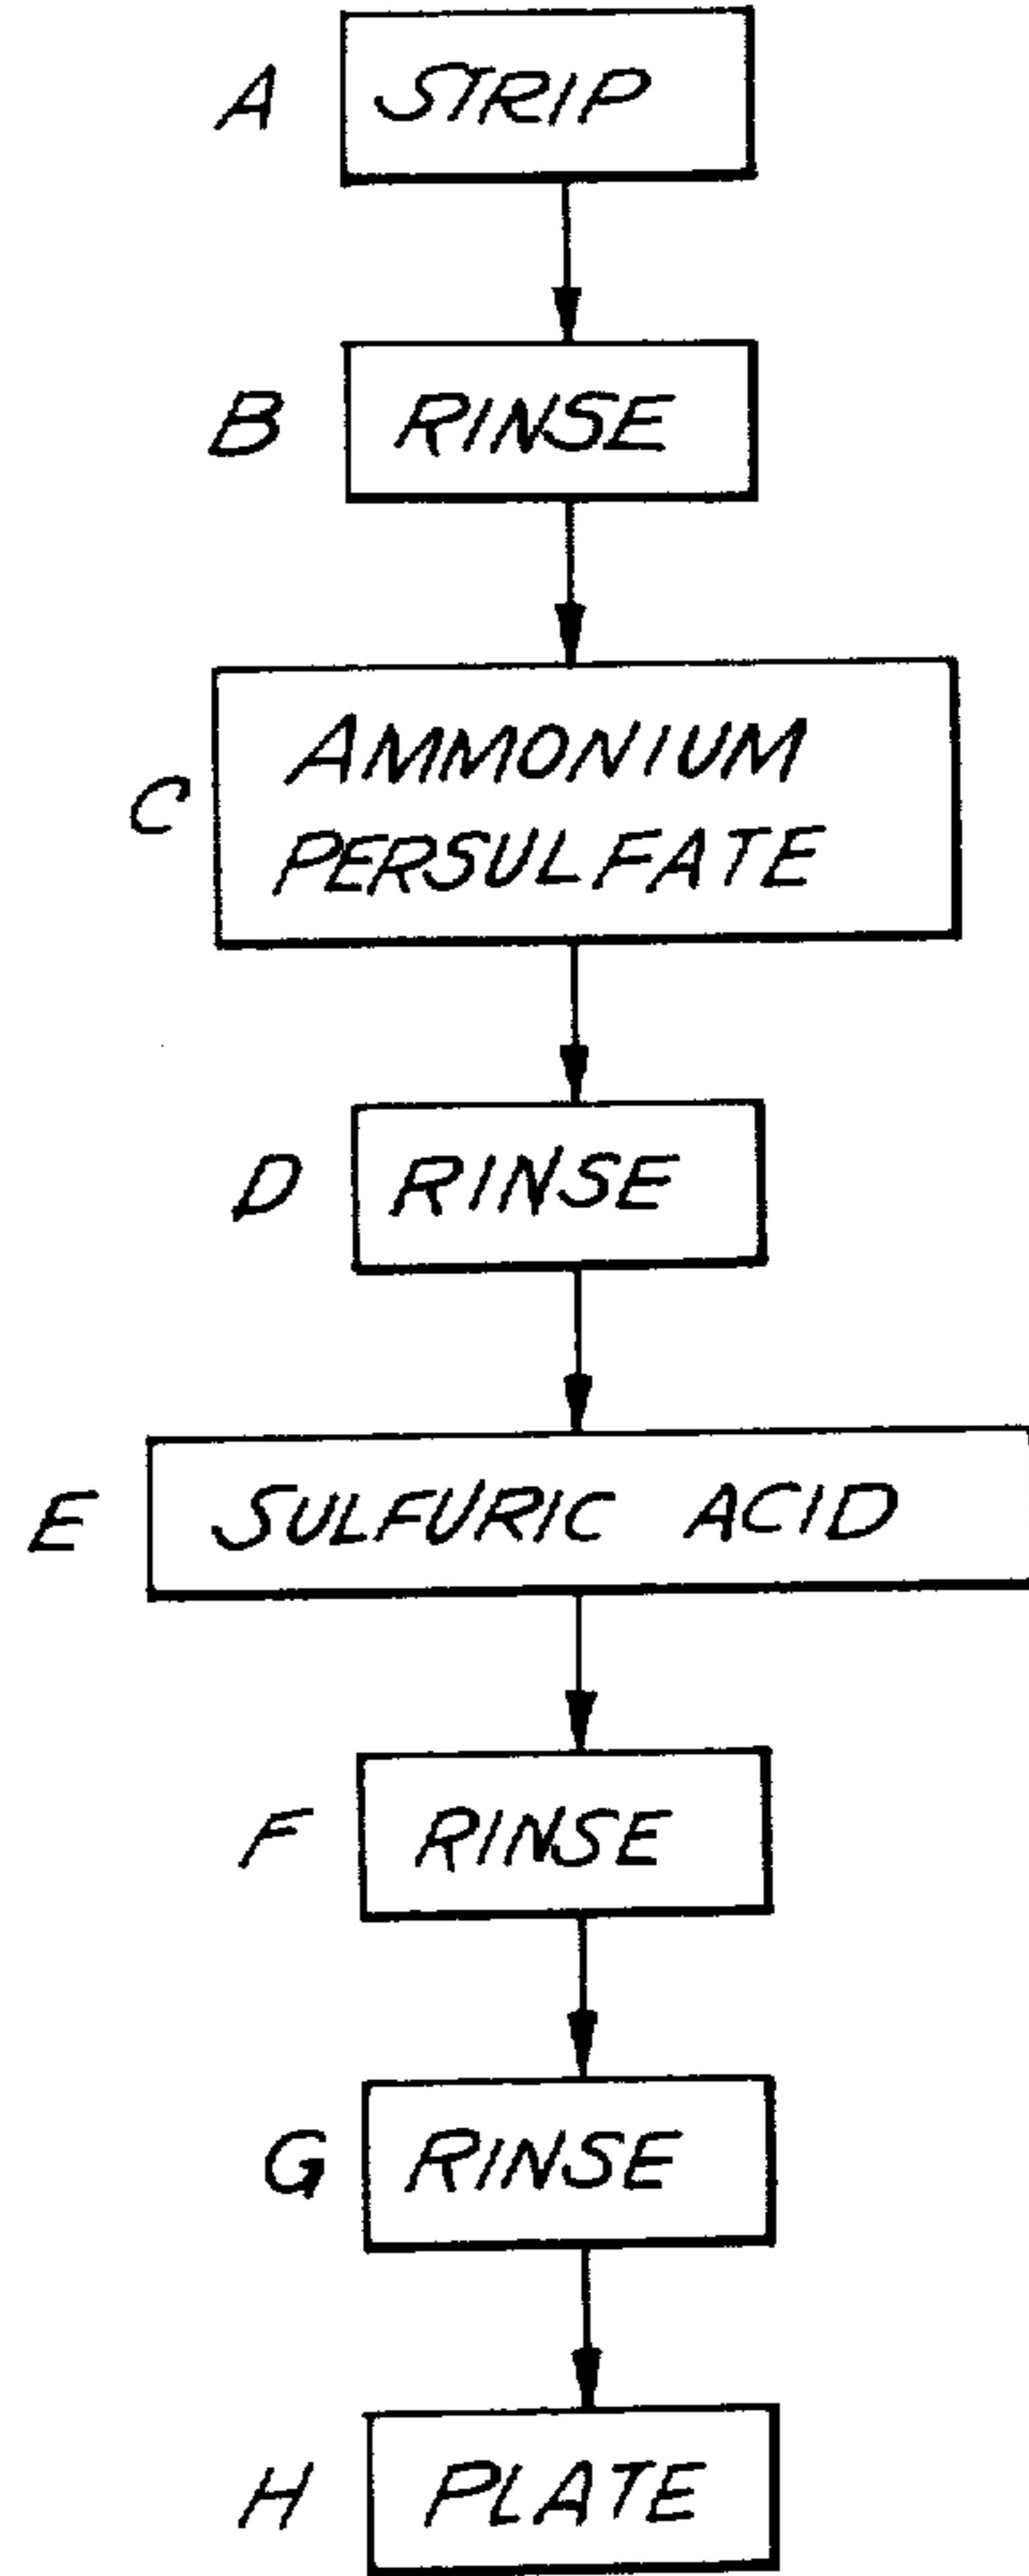 A STRIP
B RINSE
C AMMONIUM
PERSULFATE
D RINSE
E SULFURIC ACID
F RINSE
G RINSE
H PLATE